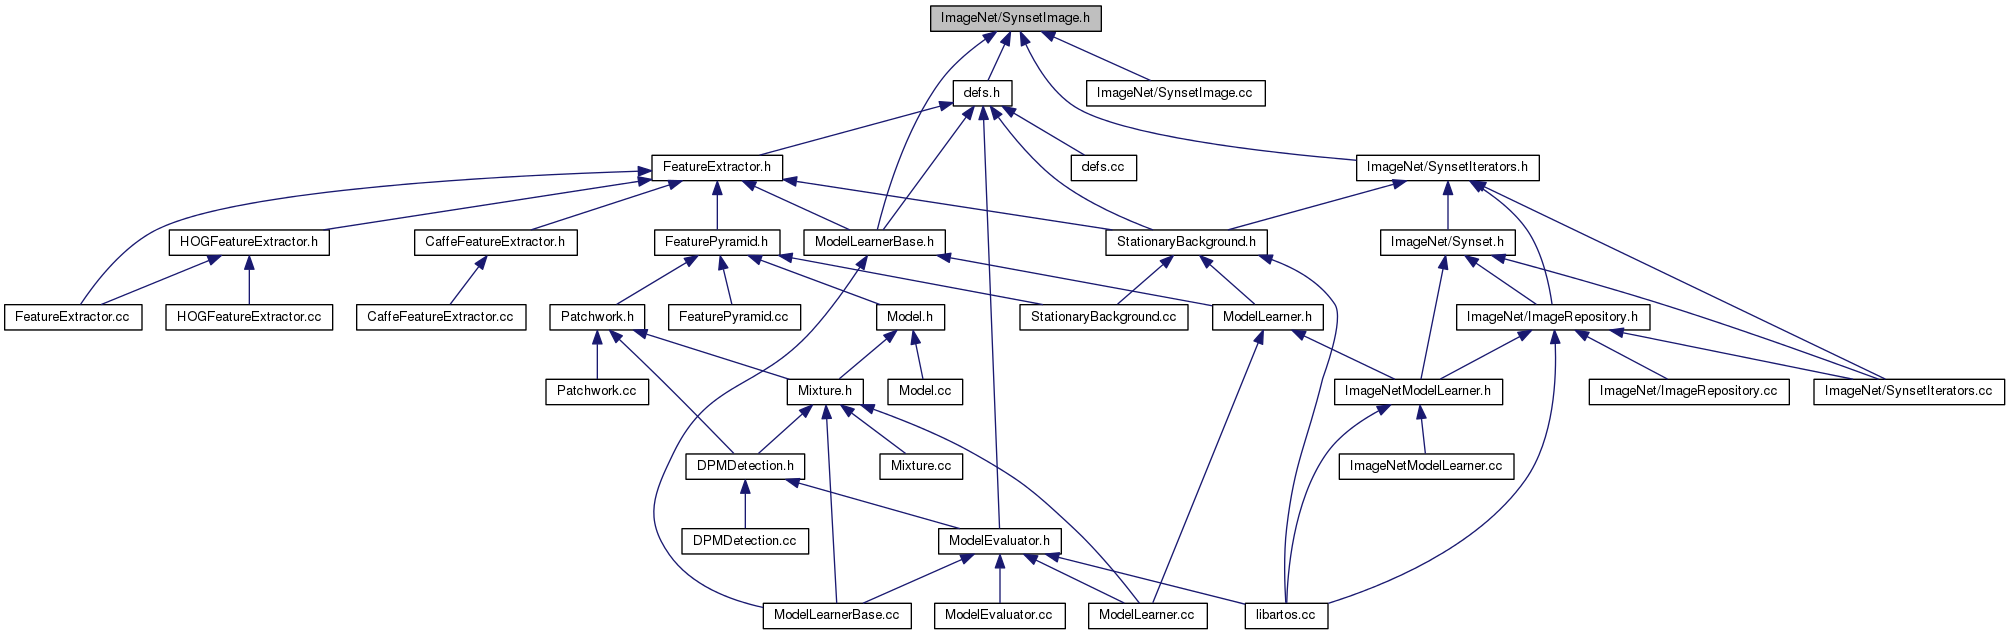 ImageNet/SynsetImage.h
defs.h
ImageNet/SynsetImage.cc
FeatureExtractor.h
defs.cc
ImageNet/SynsetIterators.h
HOGFeatureExtractor.h
CaffeFeatureExtractor.h
FeaturePyramid.h
ModelLearnerBase.h
StationaryBackground.h
ImageNet/Synset.h
FeatureExtractor.cc
HOGFeatureExtractor.cc
CaffeFeatureExtractor.cc
Patchwork.h
FeaturePyramid.cc
Model.h
StationaryBackground.cc
ModelLearner.h
ImageNet/ImageRepository.h
Patchwork.cc
Mixture.h
Model.cc
ImageNetModelLearner.h
ImageNet/ImageRepository.cc
ImageNet/SynsetIterators.cc
DPMDetection.h
Mixture.cc
ImageNetModelLearner.cc
DPMDetection.cc
ModelEvaluator.h
ModelLearnerBase.cc
ModelEvaluator.cc
ModelLearner.cc
libartos.cc